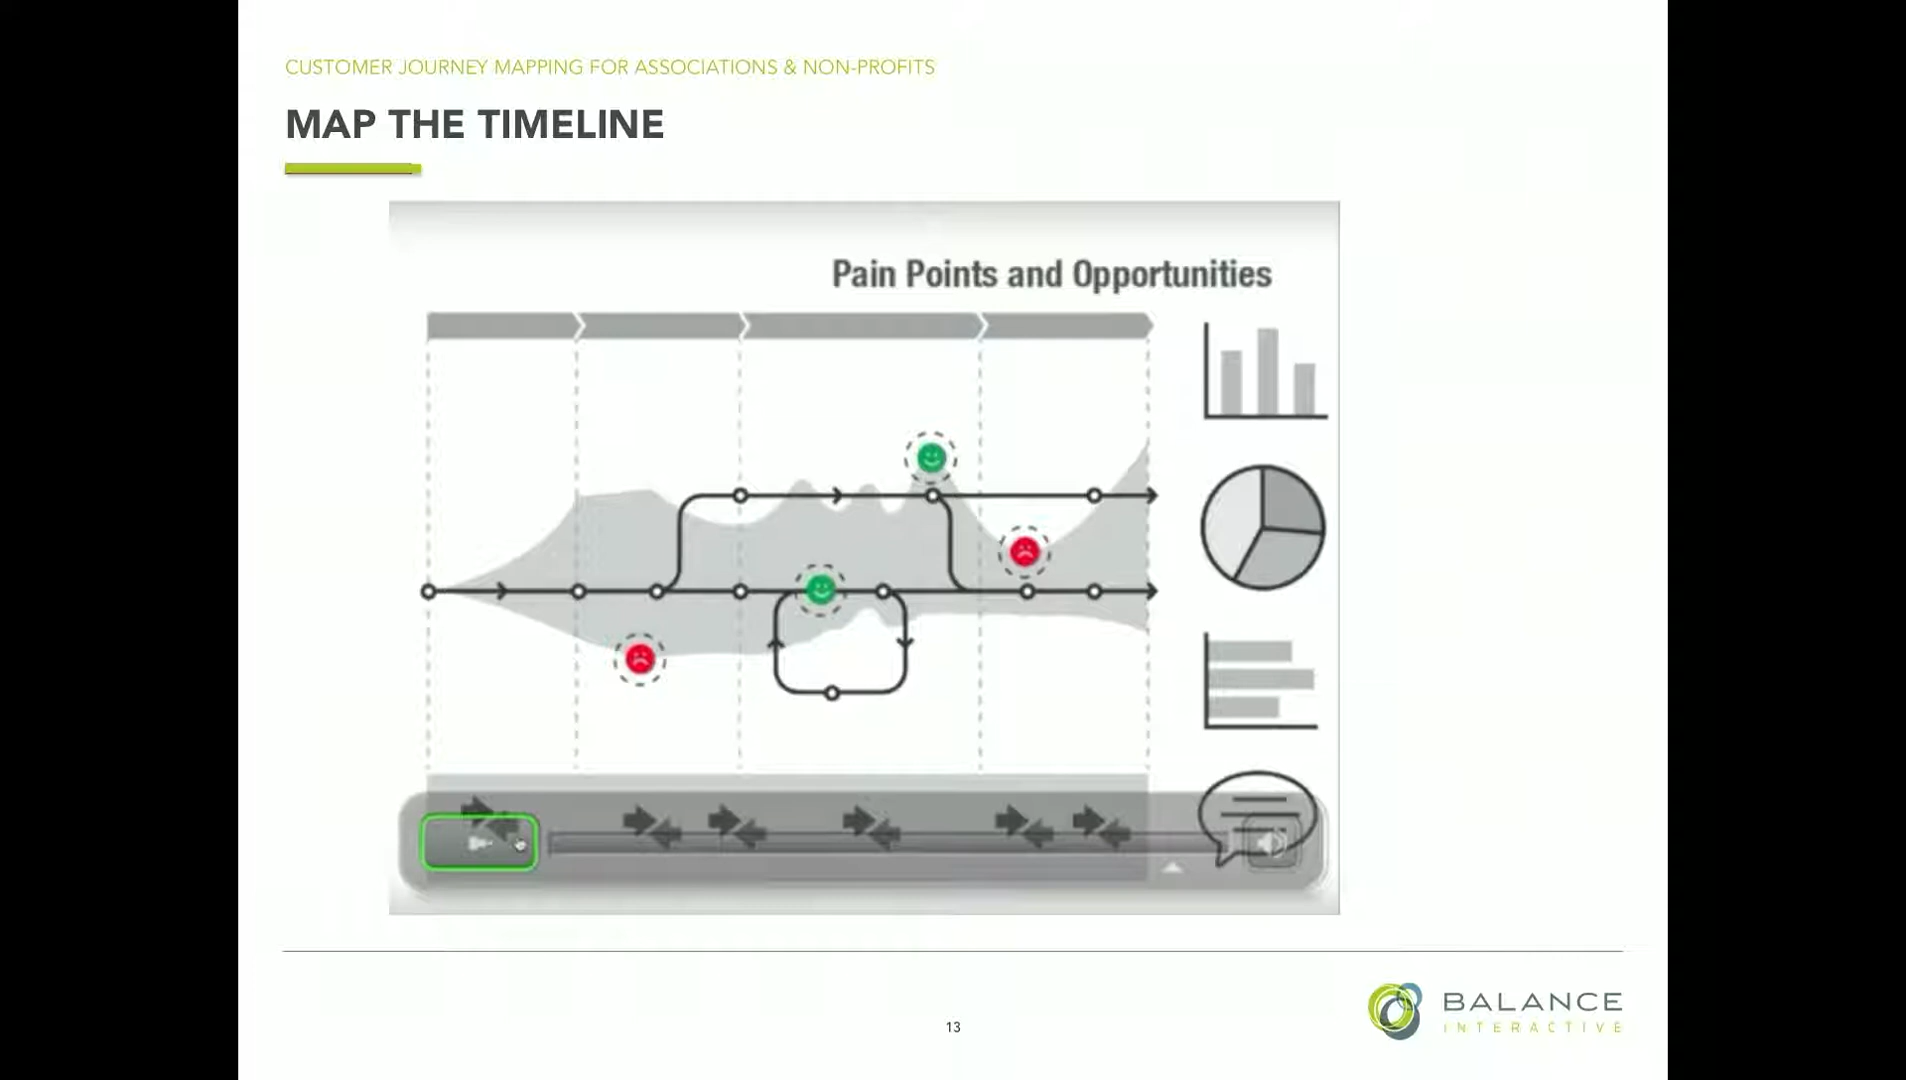 CUSTOMER JOURNEY MAPPING FOR ASSOCIATIONS & NON-PROFITS
MAP THE TIMELINE
Pain Points and Opportunities
13
BALANCE
INTERACTIVE